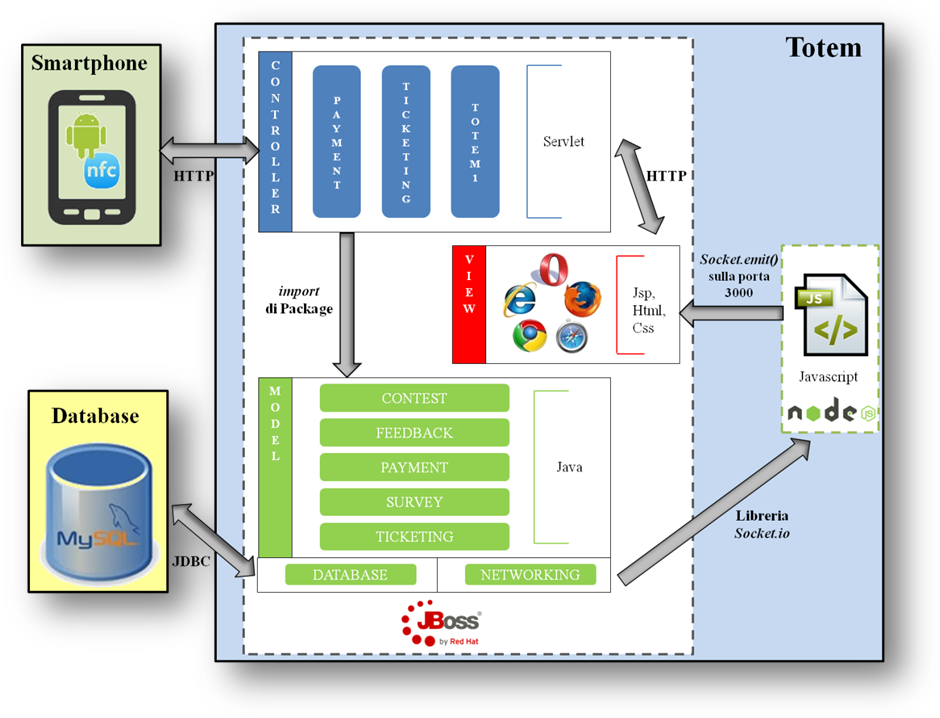 Totem
Smartphone
nfc
HTTP
CONTROLLER
PAYMENT
TICKETING
TOTEM1
Servlet
HTTP
import
di Package
VIEW
Jsp,
Html,
Css
Socket.emit()
sulla porta
3000
JS
</>
Javascript
node
JS
MODEL
CONTEST
FEEDBACK
PAYMENT
SURVEY
TICKETING
Java
Database
MySQL
JDBC
DATABASE
NETWORKING
Libreria
Socket.io
JBoss®
by Red Hat